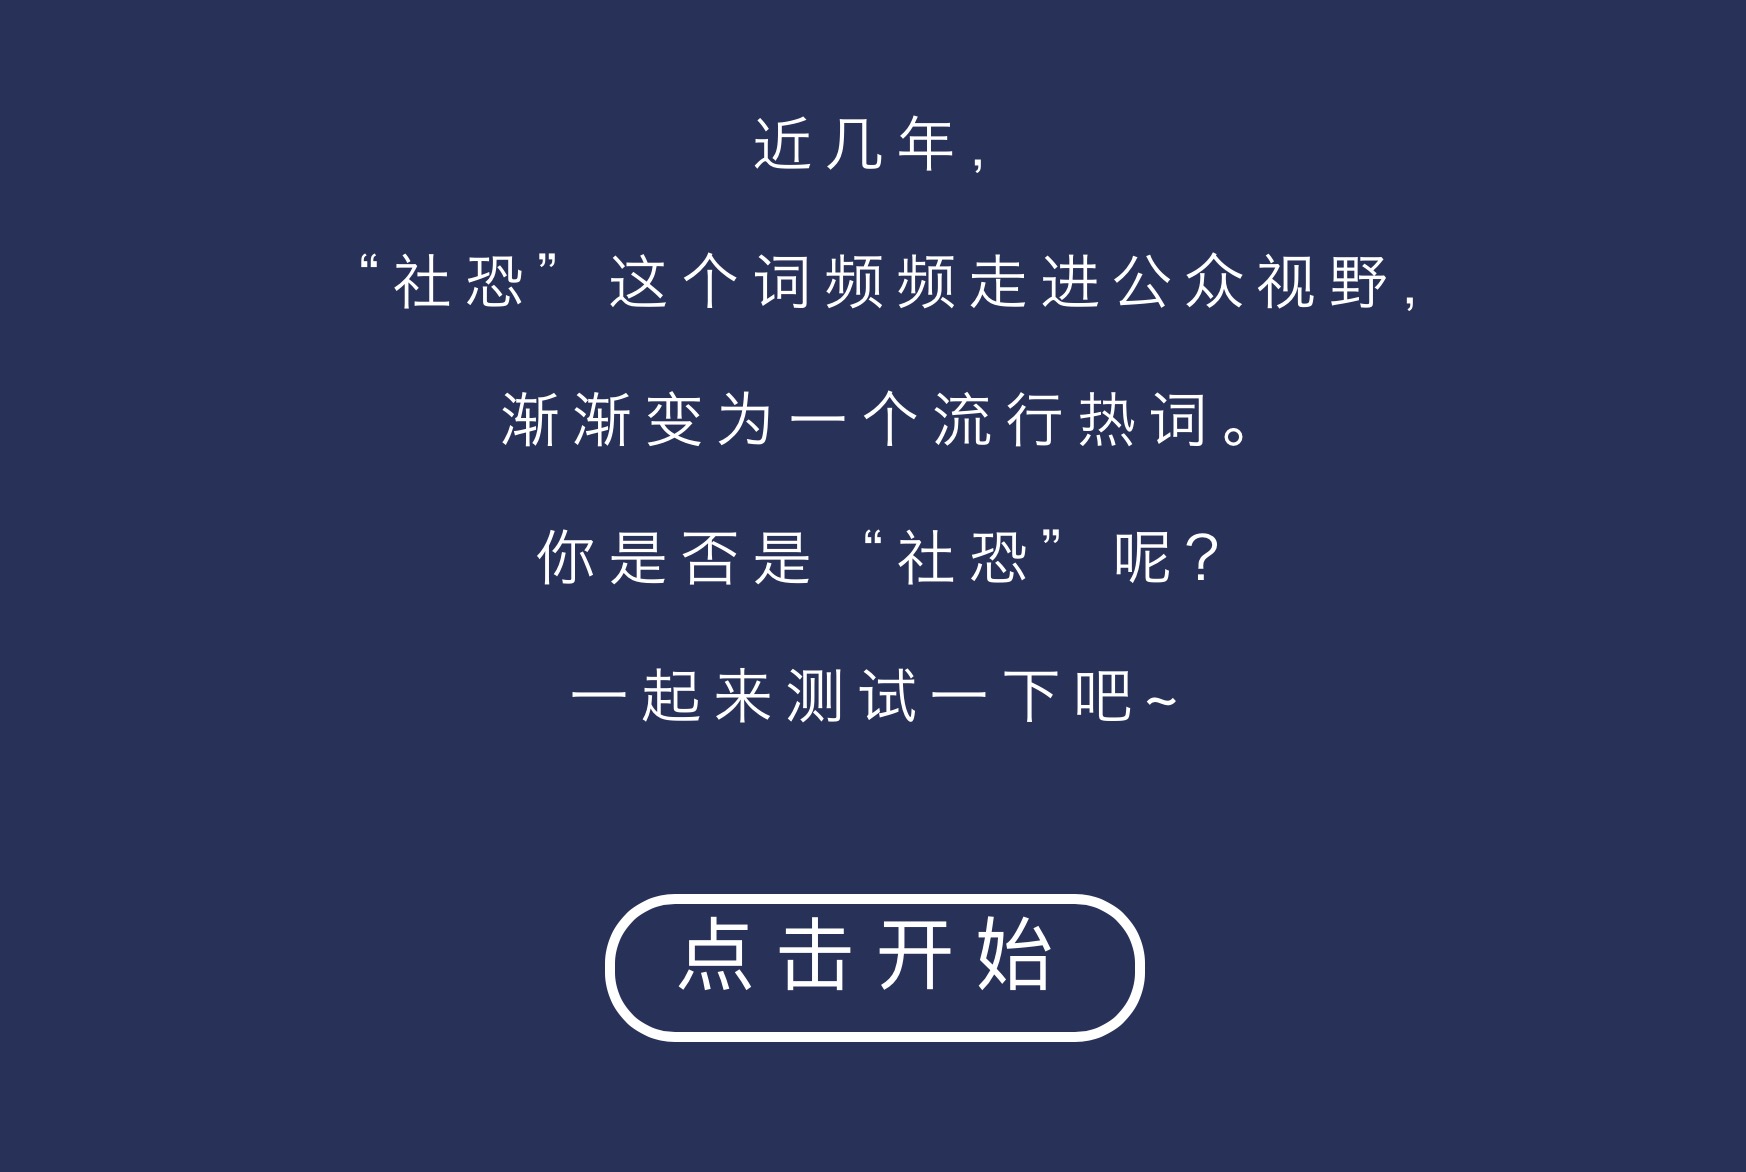 近几年,
“社恐” 这个词频频走进公众视野,
渐渐变为一个流行热词。
你是否是 “社恐” 呢?
一起来测试一下吧~
点击开始